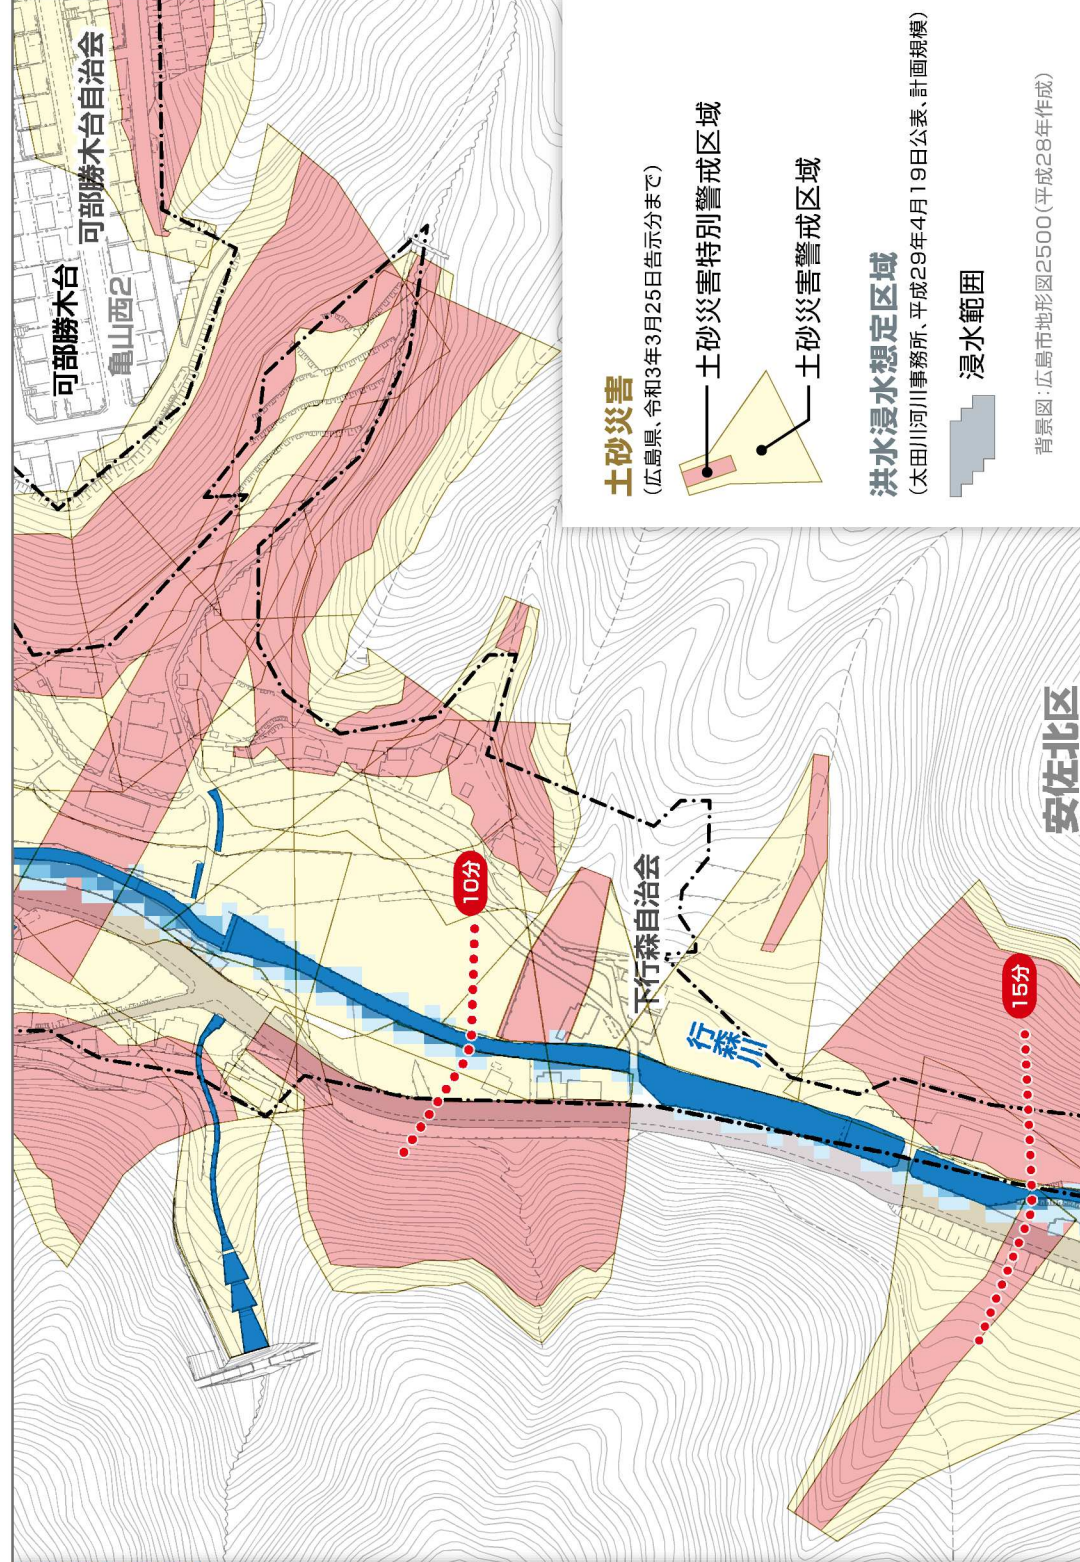 可部勝木台自治会
可部勝木台
亀山西2
10分
下行森自治会
行森川
15分
安佐北区
土砂災害
(広島県、令和3年3月25日告示分まで)
土砂災害特別警戒区域
土砂災害警戒区域
洪水浸水想定区域
(太田川河川事務所、平成29年4月19日公表、計画規模)
浸水範囲
背景図:広島市地形図2500(平成28年作成)